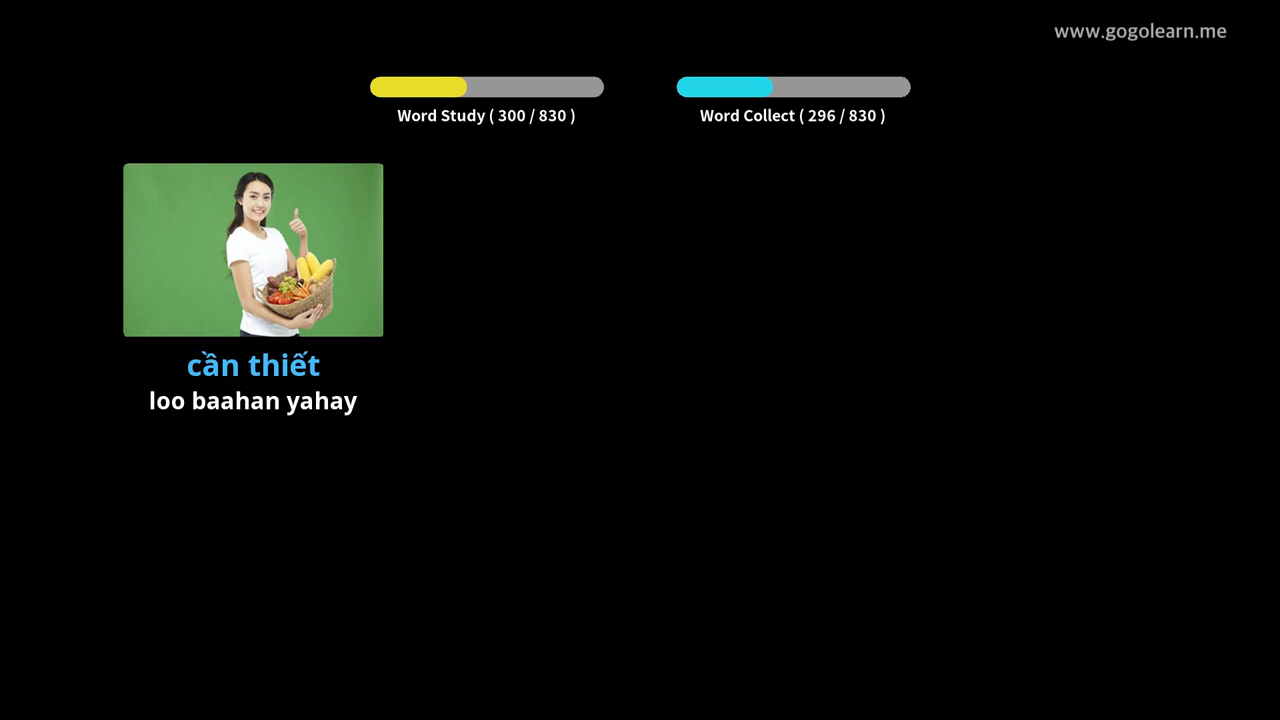 www.gogolearn.me
Word Study ( 300 / 830 )
Word Collect ( 296 / 830 )
cần thiết
loo baahan yahay